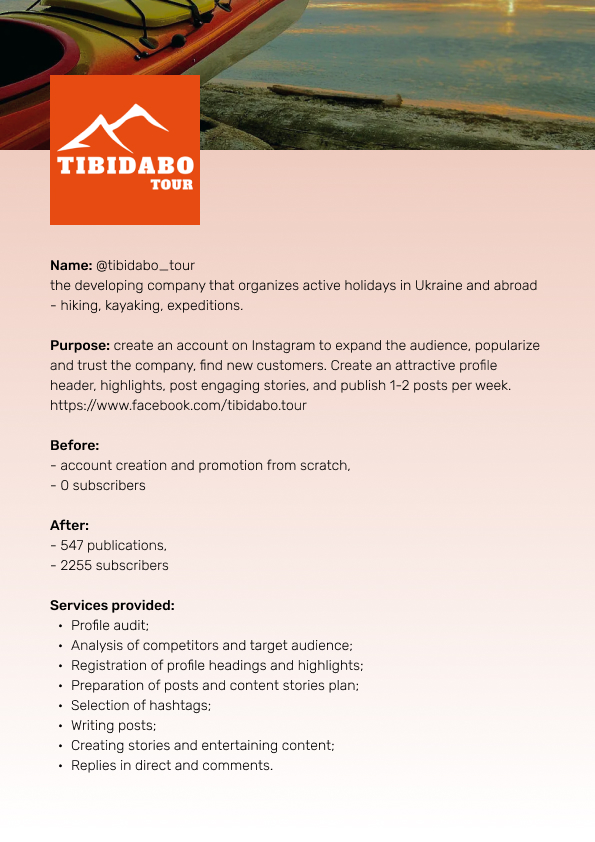 TIBIDABO
TOUR
Name: @tibidabo_tour
the developing company that organizes active holidays in Ukraine and abroad
- hiking, kayaking, expeditions.
Purpose: create an account on Instagram to expand the audience, popularize
and trust the company, find new customers. Create an attractive profile
header, highlights, post engaging stories, and publish 1-2 posts per week.
https://www.facebook.com/tibidabo.tour
Before:
- account creation and promotion from scratch,
- 0 subscribers
After:
- 547 publications,
- 2255 subscribers
Services provided:
• Profile audit;
• Analysis of competitors and target audience;
• Registration of profile headings and highlights;
• Preparation of posts and content stories plan;
• Selection of hashtags;
• Writing posts;
• Creating stories and entertaining content;
• Replies in direct and comments.